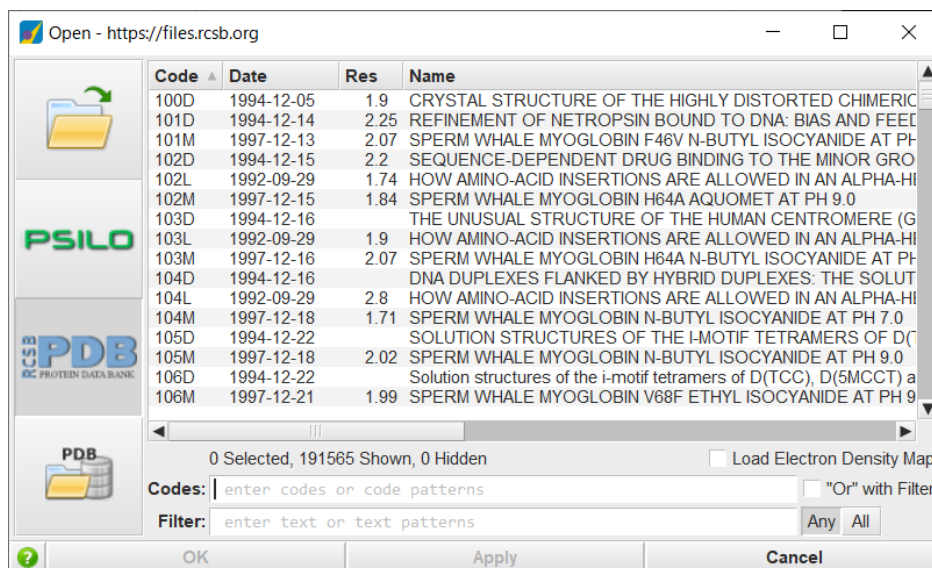 Open - https://files.rcsb.org
Code Date Res Name
100D 1994-12-05 1.9 CRYSTAL STRUCTURE OF THE HIGHLY DISTORTED CHIMERIC
101D 1994-12-14 2.25 REFINEMENT OF NETROPSIN BOUND TO DNA: BIAS AND FEED
101M 1997-12-13 2.07 SPERM WHALE MYOGLOBIN F46V N-BUTYL ISOCYANIDE AT PH
102D 1994-12-15 2.2 SEQUENCE-DEPENDENT DRUG BINDING TO THE MINOR GRO
102L 1992-09-29 1.74 HOW AMINO-ACID INSERTIONS ARE ALLOWED IN AN ALPHA-HE
102M 1997-12-15 1.84 SPERM WHALE MYOGLOBIN H64A AQUOMET AT PH 9.0
103D 1994-12-16 THE UNUSUAL STRUCTURE OF THE HUMAN CENTROMERE (G
103L 1992-09-29 1.9 HOW AMINO-ACID INSERTIONS ARE ALLOWED IN AN ALPHA-HE
103M 1997-12-16 2.07 SPERM WHALE MYOGLOBIN H64A N-BUTYL ISOCYANIDE AT PH
104D 1994-12-16 DNA DUPLEXES FLANKED BY HYBRID DUPLEXES: THE SOLUT
104L 1992-09-29 2.8 HOW AMINO-ACID INSERTIONS ARE ALLOWED IN AN ALPHA-HE
104M 1997-12-18 1.71 SPERM WHALE MYOGLOBIN N-BUTYL ISOCYANIDE AT PH 7.0
105D 1994-12-22 SOLUTION STRUCTURES OF THE I-MOTIF TETRAMERS OF D(T
105M 1997-12-18 2.02 SPERM WHALE MYOGLOBIN N-BUTYL ISOCYANIDE AT PH 9.0
106D 1994-12-22 Solution structures of the i-motif tetramers of D(TCC), D(5MCCT) a
106M 1997-12-21 1.99 SPERM WHALE MYOGLOBIN V68F ETHYL ISOCYANIDE AT PH 9
PSILO
RCSB PDB
PROTEIN DATA BANK
PDB
0 Selected, 191565 Shown, 0 Hidden Load Electron Density Map
Codes: enter codes or code patterns "Or" with Filter
Filter: enter text or text patterns Any All
? OK Apply Cancel